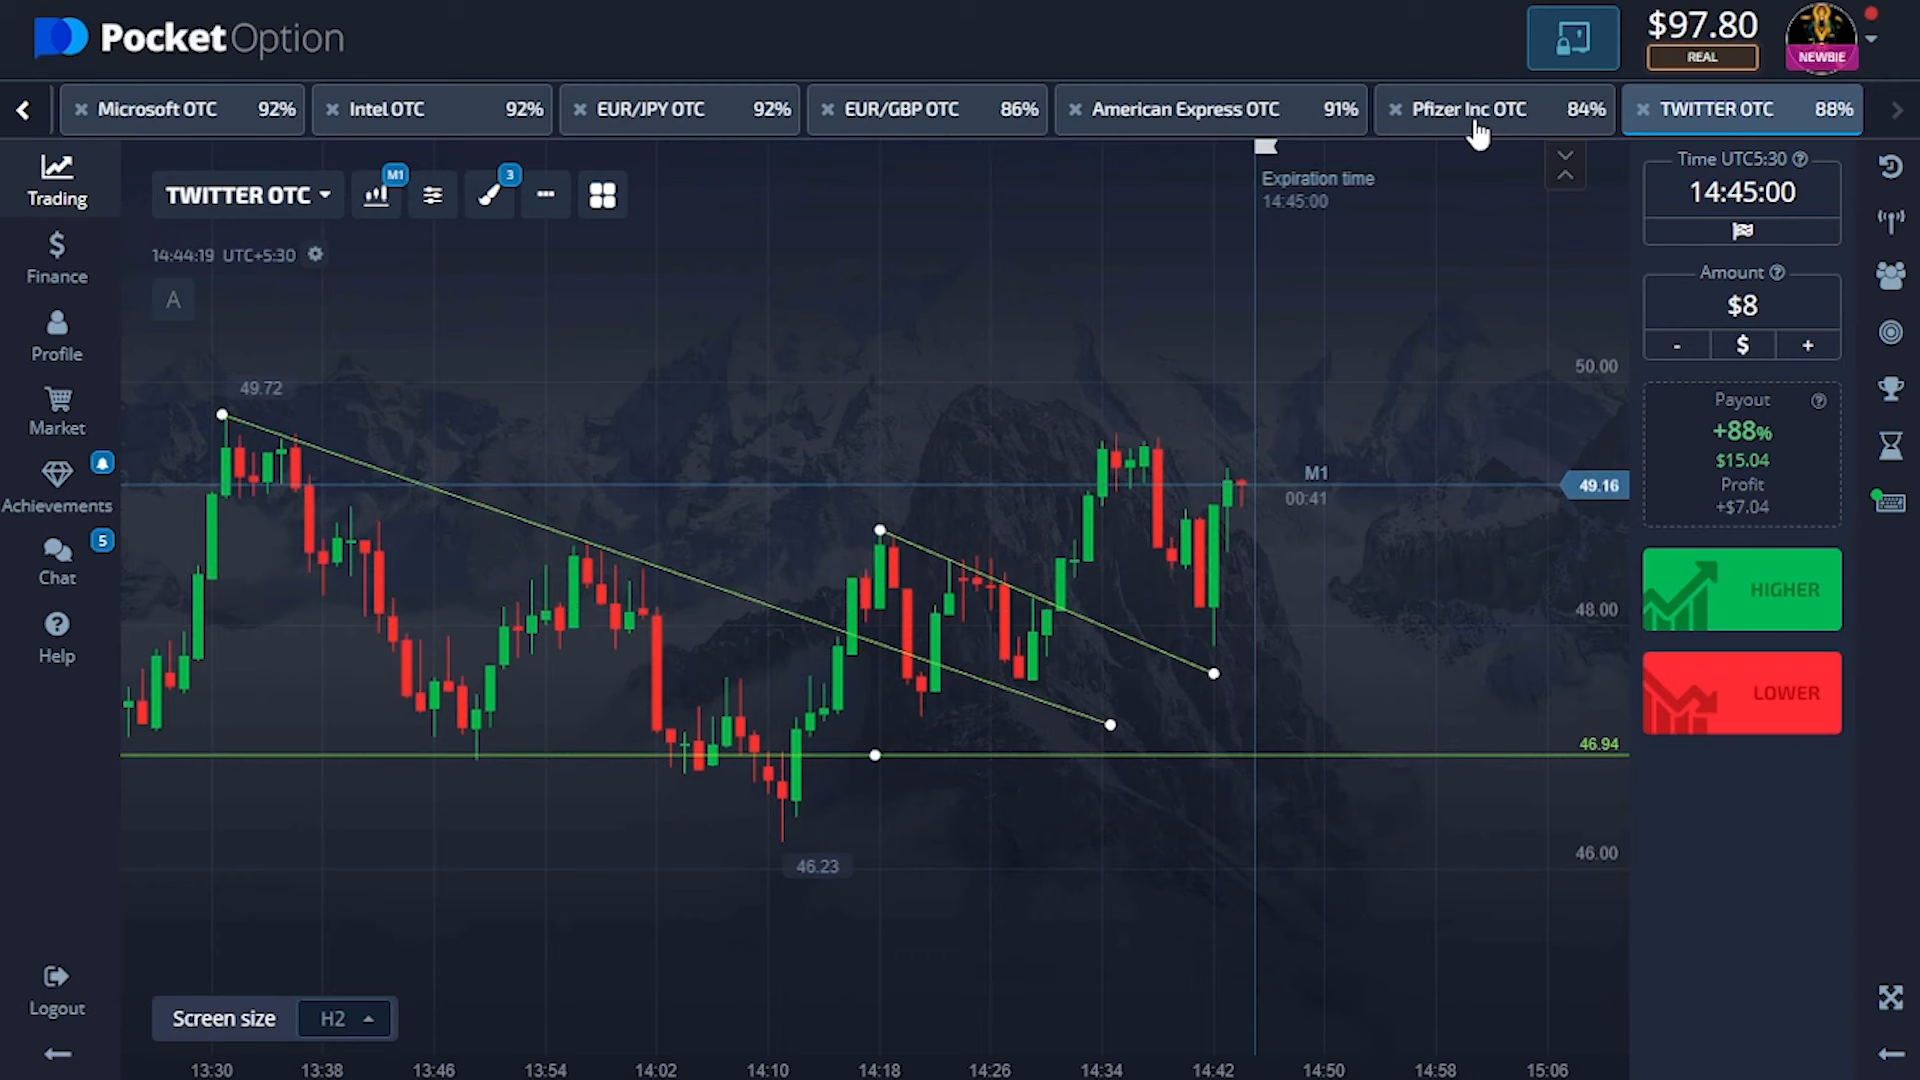 PocketOption
$97.80
REAL
NEWBIE
Microsoft OTC 92%
Intel OTC 92%
EUR/JPY OTC 92%
EUR/GBP OTC 86%
American Express OTC 91%
Pfizer Inc OTC 84%
TWITTER OTC 88%
Trading
Finance
Profile
Market
Achievements
5
Chat
Help
Logout
TWITTER OTC
M1
3
14:44:19 UTC+5:30
A
Expiration time
14:45:00
49.72
46.23
M1
00:41
50.00
49.16
48.00
46.94
46.00
Screen size H2
13:30 13:38 13:46 13:54 14:02 14:10 14:18 14:26 14:34 14:42 14:50 14:58 15:06
Time UTC5:30
14:45:00
Amount
$8
- $ +
Payout
+88%
$15.04
Profit
+$7.04
HIGHER
LOWER